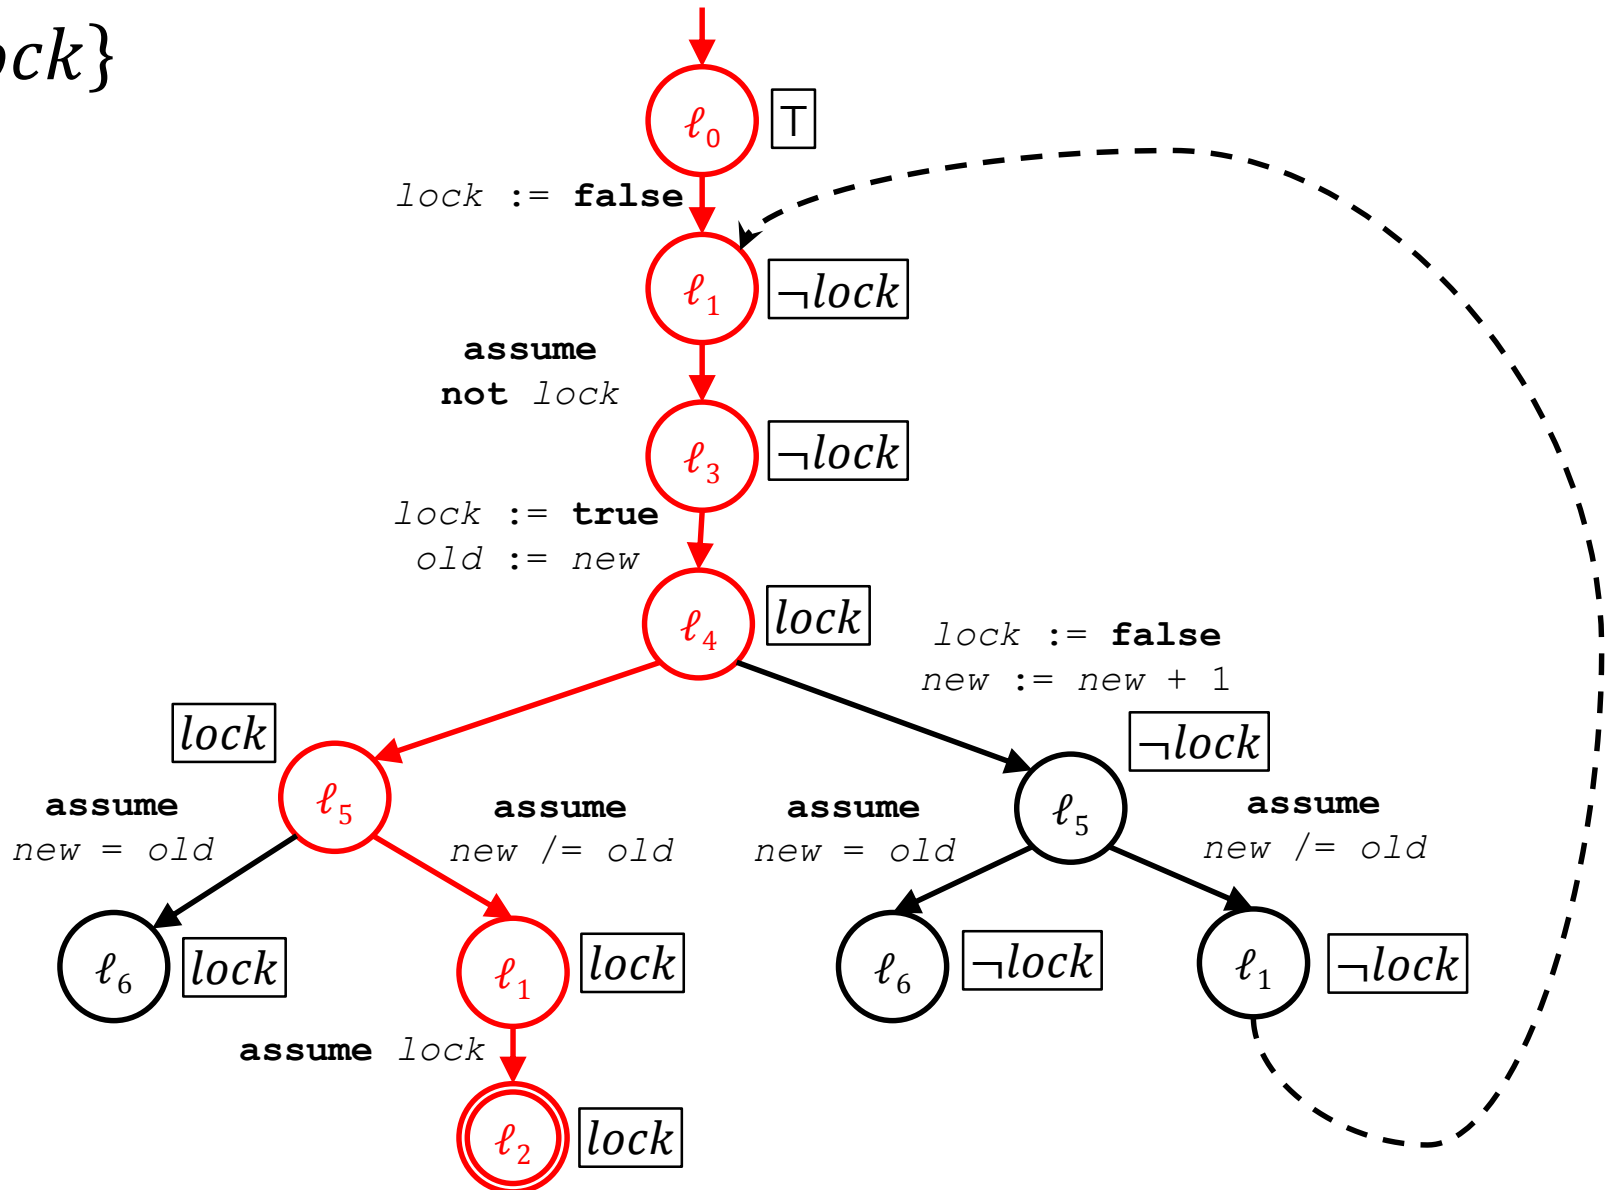 ock}
ℓ0
⊤
lock := false
ℓ1
¬lock
assume
not lock
ℓ3
¬lock
lock := true
old := new
ℓ4
lock
lock := false
new := new + 1
lock
¬lock
ℓ5
ℓ5
assume
new = old
assume
new /= old
assume
new = old
assume
new /= old
ℓ6
lock
ℓ1
lock
ℓ6
¬lock
ℓ1
¬lock
assume lock
ℓ2
lock